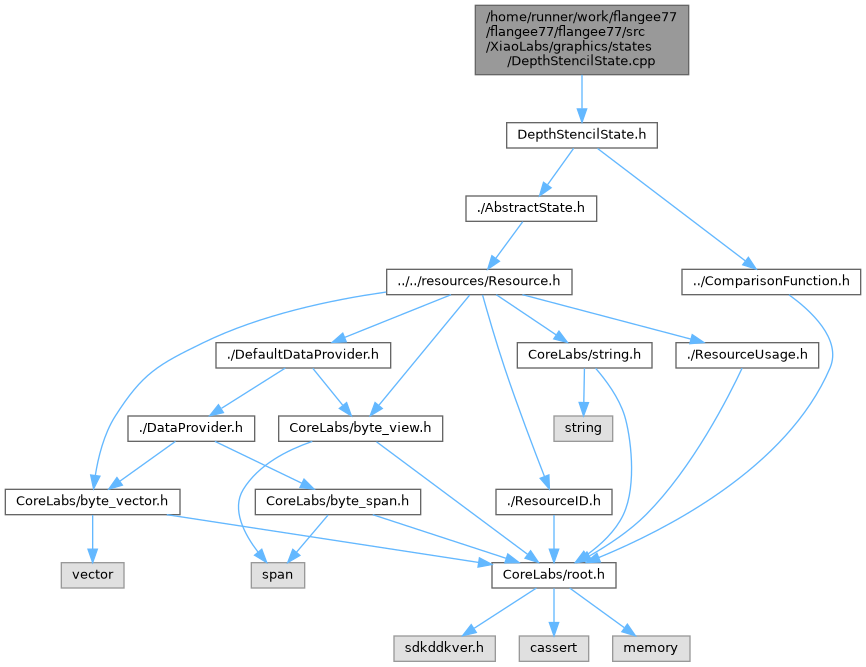 /home/runner/work/flangee77
/flangee77/flangee77/src
/XiaoLabs/graphics/states
/DepthStencilState.cpp
DepthStencilState.h
./AbstractState.h
../../resources/Resource.h
../ComparisonFunction.h
./DefaultDataProvider.h
CoreLabs/string.h
./ResourceUsage.h
./DataProvider.h
CoreLabs/byte_view.h
string
CoreLabs/byte_vector.h
CoreLabs/byte_span.h
./ResourceID.h
vector
span
CoreLabs/root.h
sdkddkver.h
cassert
memory